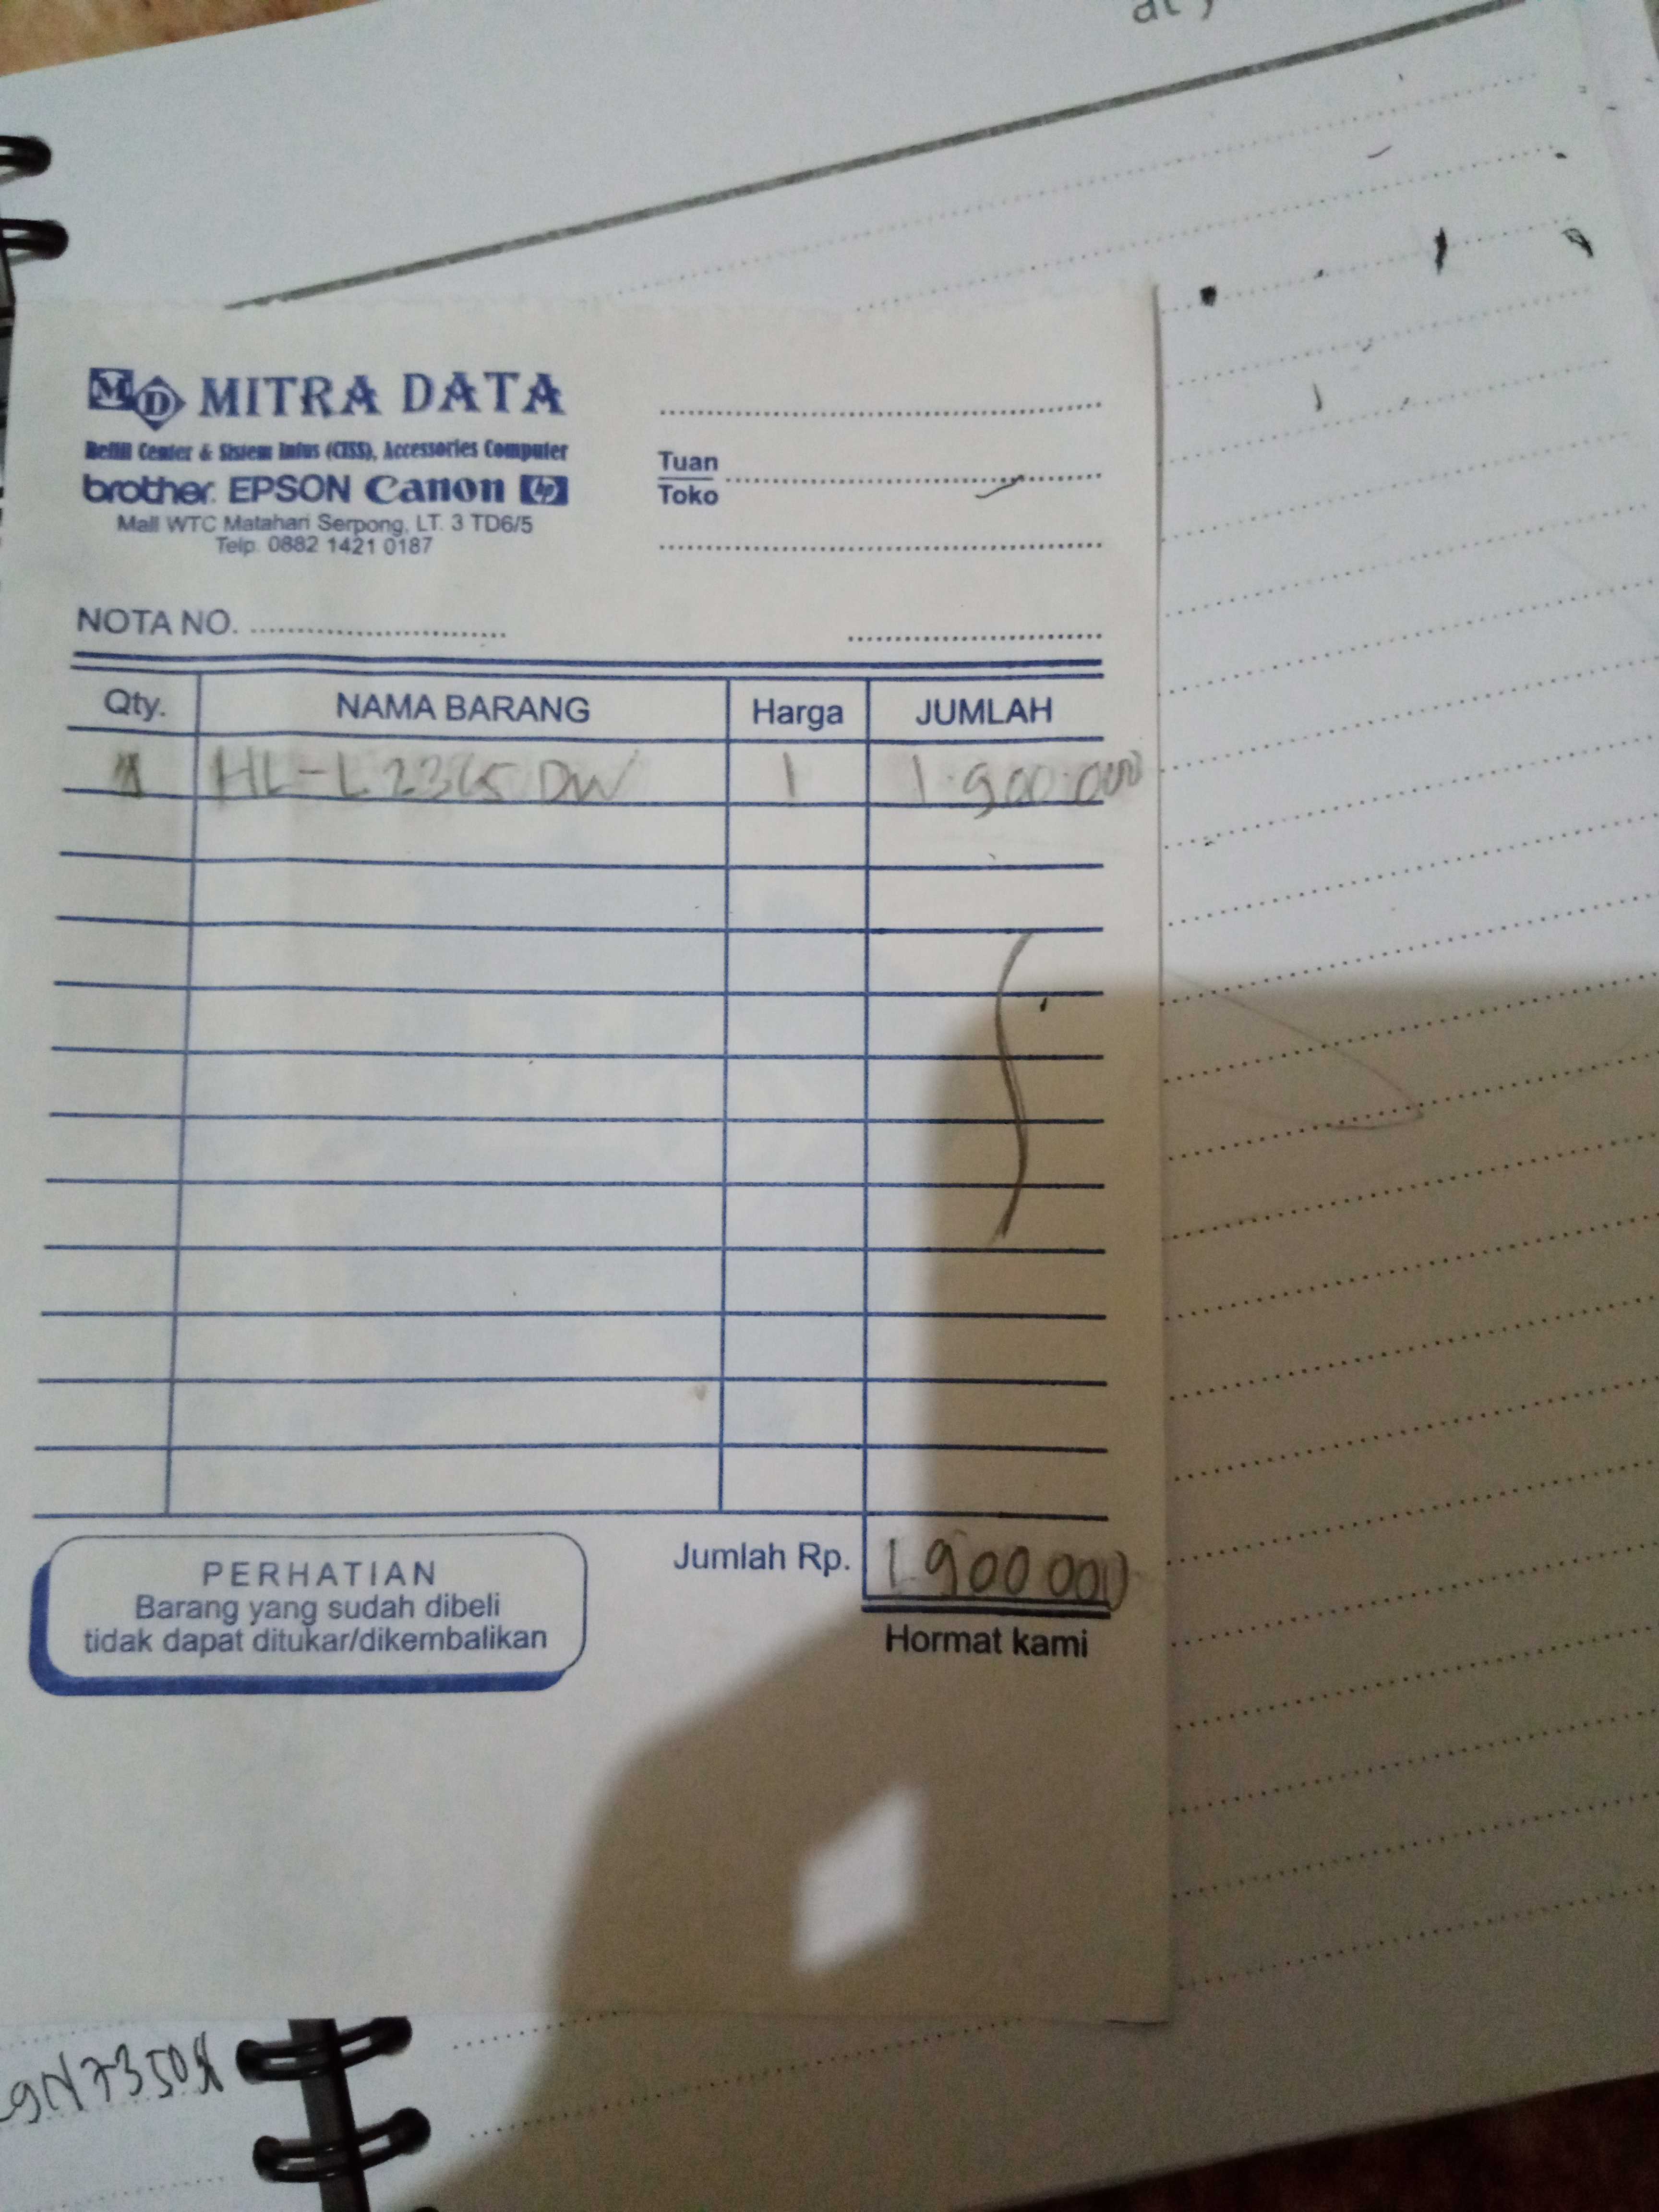 at
MD MITRA DATA
Refill Center & Sistem Infus (CISS), Accessories Computer
brother EPSON Canon hp
Mall WTC Matahari Serpong, LT. 3 TD6/5
Telp. 0882 1421 0187
Tuan
Toko
NOTA NO.
Qty. NAMA BARANG Harga JUMLAH
1 HL-L2365DW 1 1.900.000
Jumlah Rp. 1.900.000
PERHATIAN
Barang yang sudah dibeli
tidak dapat ditukar/dikembalikan
Hormat kami